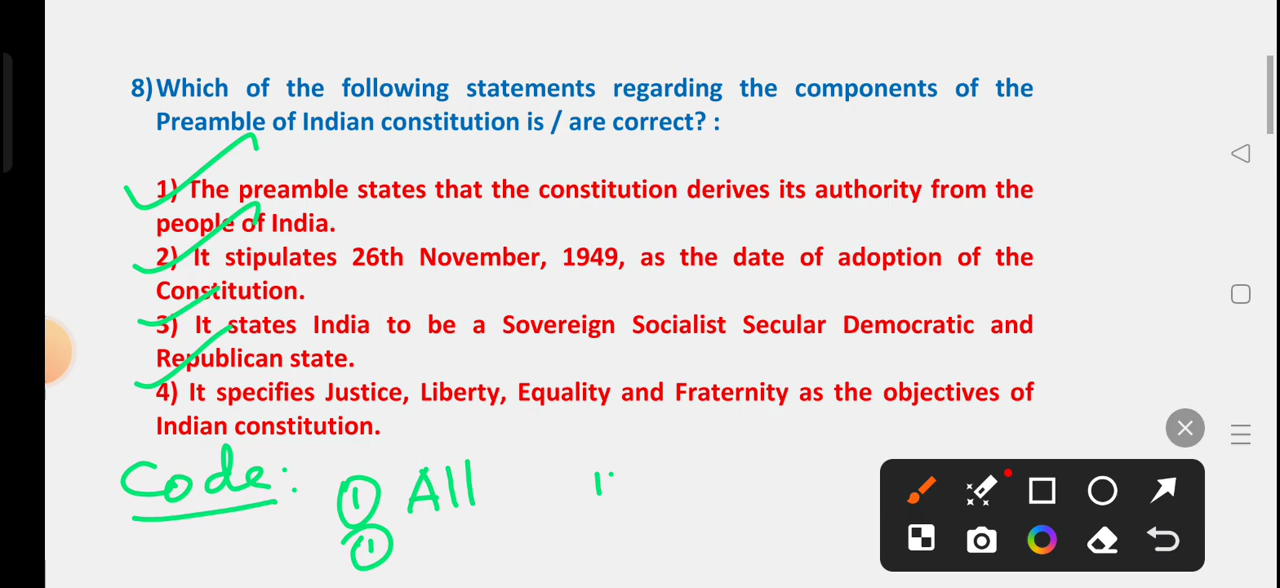 8) Which of the following statements regarding the components of the
Preamble of Indian constitution is / are correct? :
1) The preamble states that the constitution derives its authority from the
people of India.
2) It stipulates 26th November, 1949, as the date of adoption of the
Constitution.
3) It states India to be a Sovereign Socialist Secular Democratic and
Republican state.
4) It specifies Justice, Liberty, Equality and Fraternity as the objectives of
Indian constitution.
Code: ① All
①